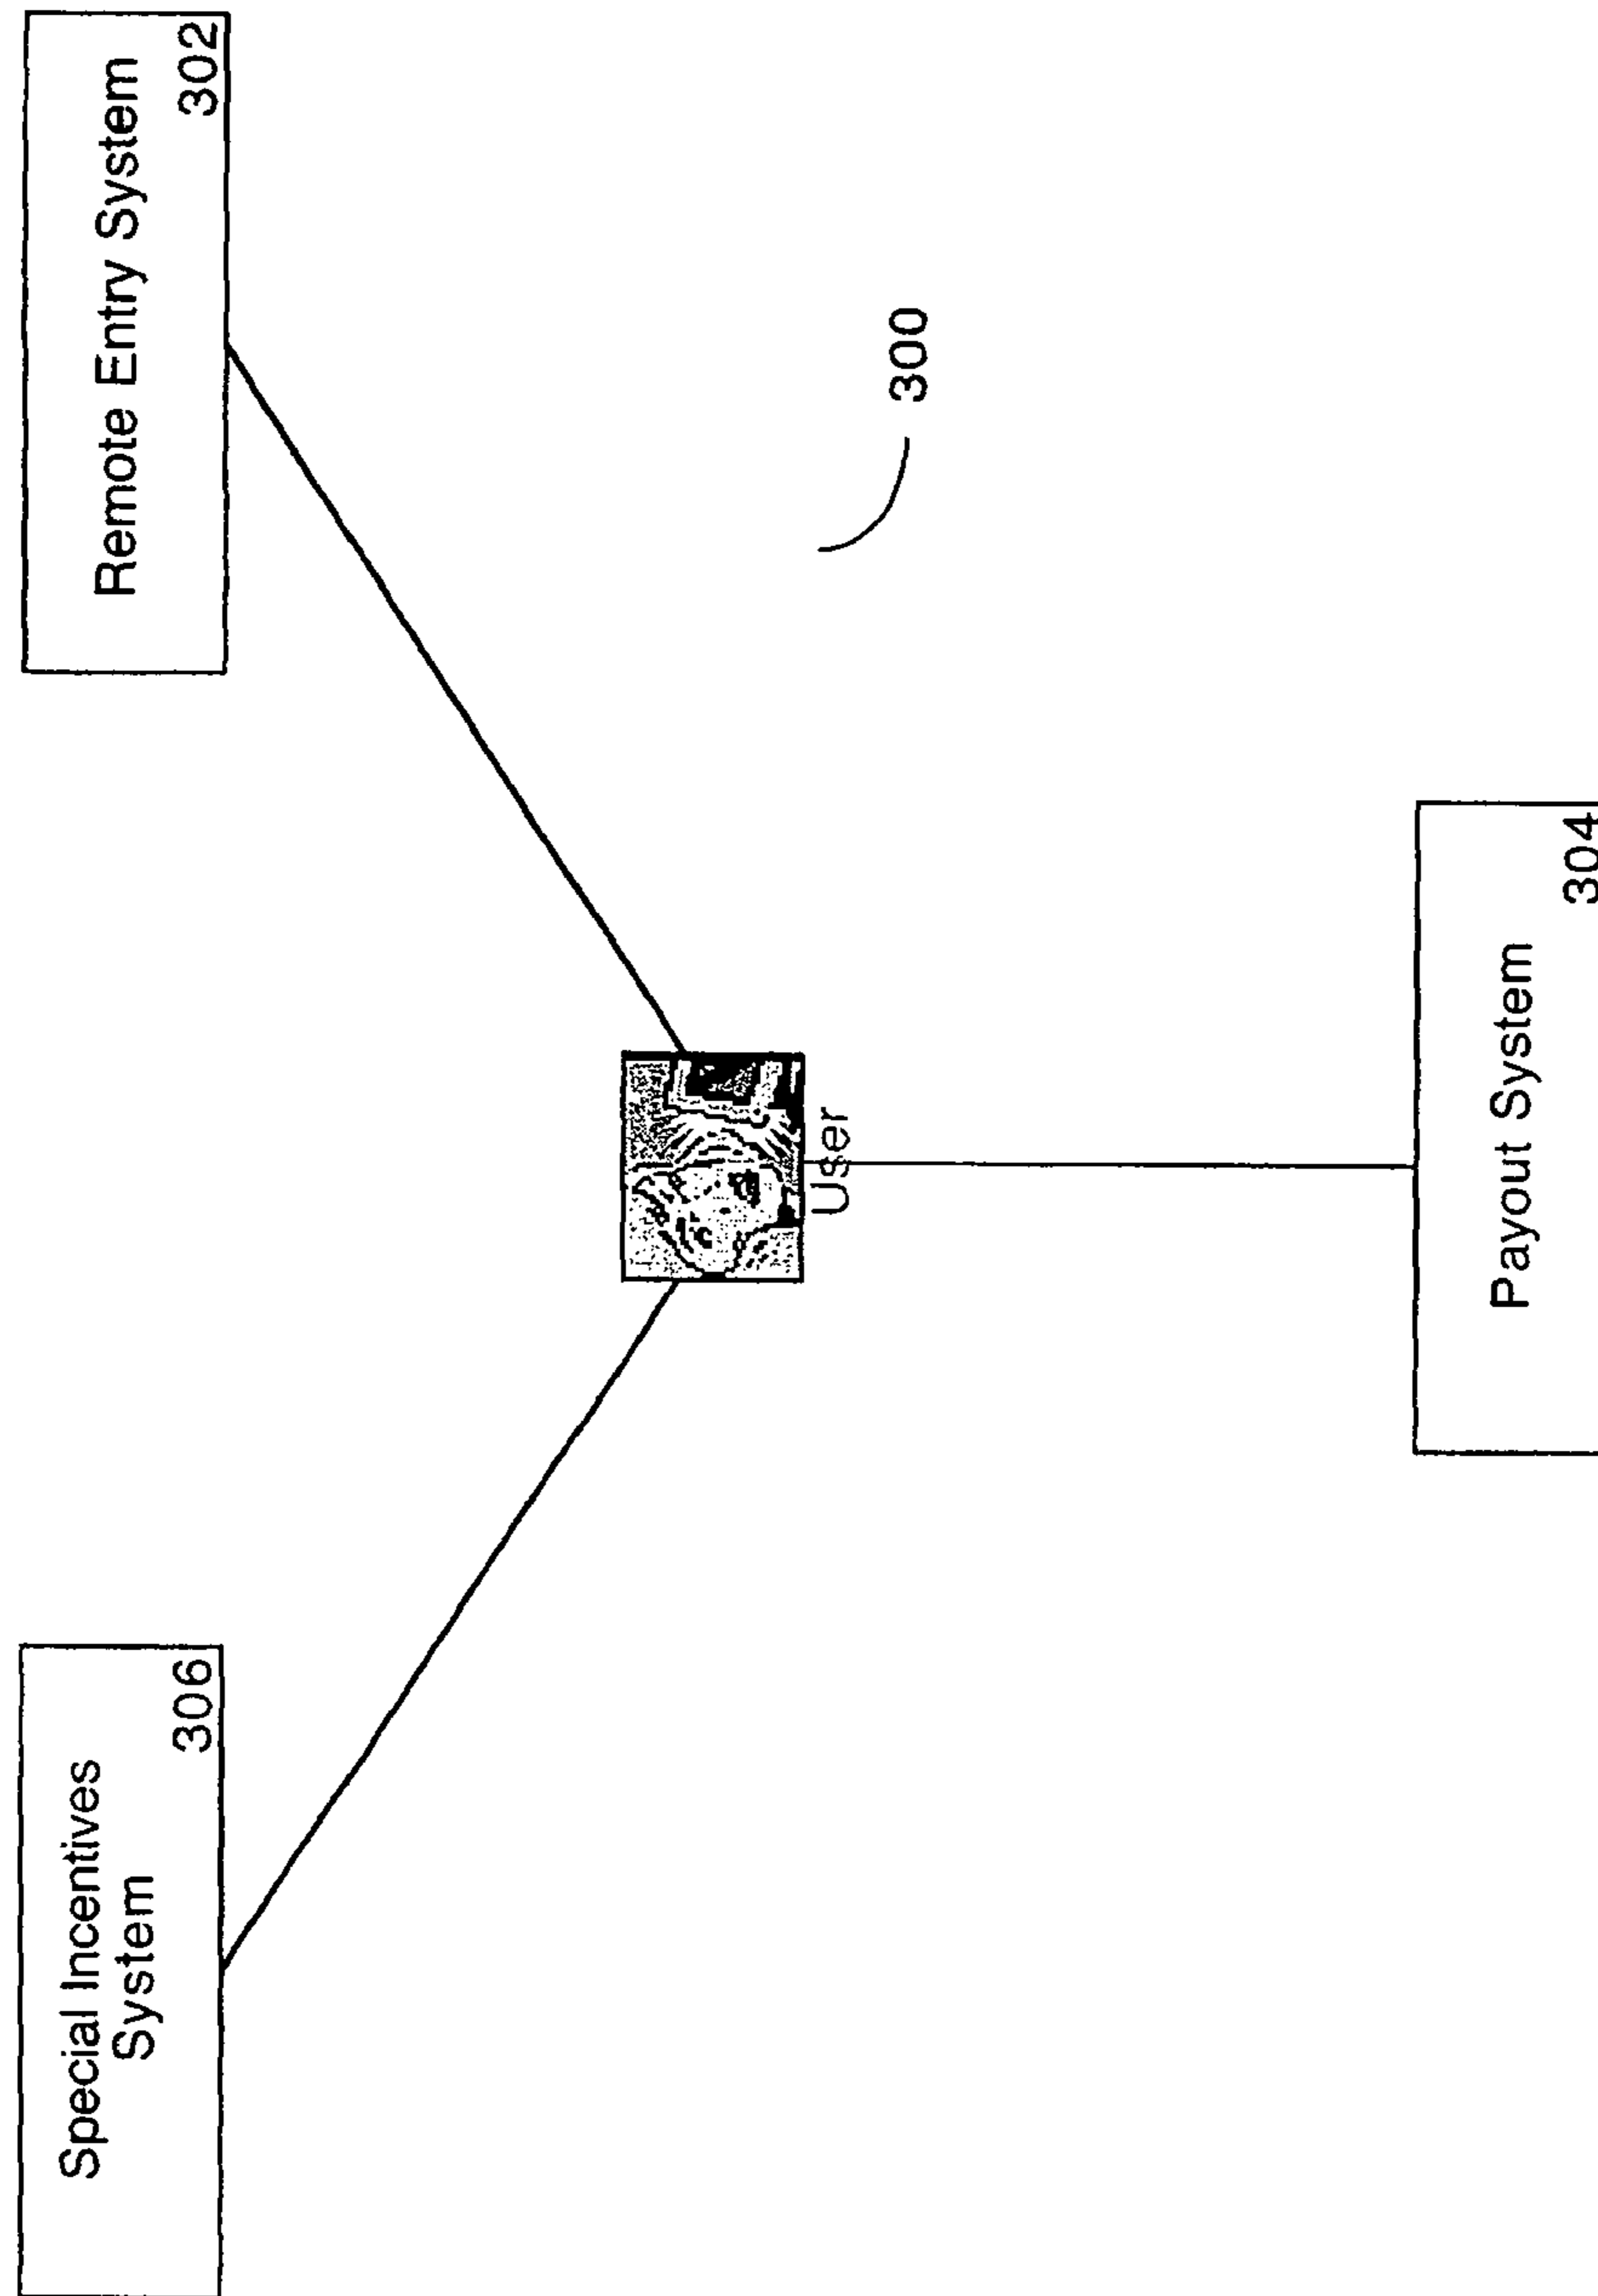 Special Incentives
System
306
Remote Entry System
302
User
300
Payout System
304